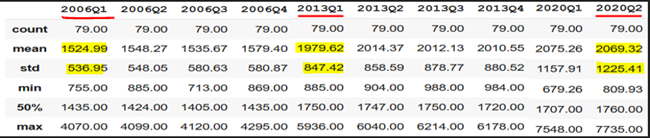 2006Q1 2006Q2 2006Q3 2006Q4 2013Q1 2013Q2 2013Q3 2013Q4 2020Q1 2020Q2
count 79.00 79.00 79.00 79.00 79.00 79.00 79.00 79.00 79.00 79.00
mean 1524.99 1548.27 1535.67 1579.40 1979.62 2014.37 2012.13 2010.55 2075.26 2069.32
std 536.95 548.05 580.63 580.87 847.42 858.59 878.77 880.52 1157.91 1225.41
min 755.00 885.00 713.00 869.00 885.00 904.00 988.00 984.00 679.26 809.93
50% 1435.00 1424.00 1405.00 1435.00 1750.00 1747.00 1750.00 1720.00 1707.00 1760.00
max 4070.00 4099.00 4120.00 4295.00 5936.00 6040.00 6214.00 6178.00 7548.00 7735.00